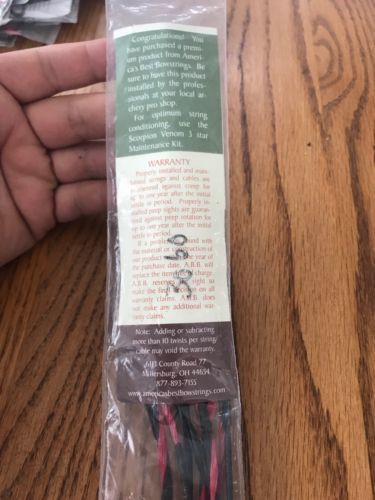 Congratulations! You
have purchased a premi-
um product from Ameri-
ca's Best Bowstrings. Be
sure to have this product
installed by the profes-
sionals at your local ar-
chery pro shop.
For optimum string
conditioning, use the
Scorpion Venom 3 star
Maintenance Kit.
WARRANTY
Properly installed and main-
tained strings and cables are
against creep for
up to one year after the initial
settle in period. Properly in-
stalled peep sights are guaran-
teed against peep rotation for
up to one year after the initial
settle in period.
If a problem is found with
the material or construction of
our product within the year of
the purchase date, A.B.B. will
replace the item free of charge.
A.B.B. reserves the right to
make the final decision on all
warranty claims. A.B.B. does
not make any additional war-
ranty claims.
Note: Adding or subtracting
more than 10 twists per string/
cable may void the warranty.
County Road 77
Millersburg, OH 44654
877-893-7155
www.americasbestbowstrings.com